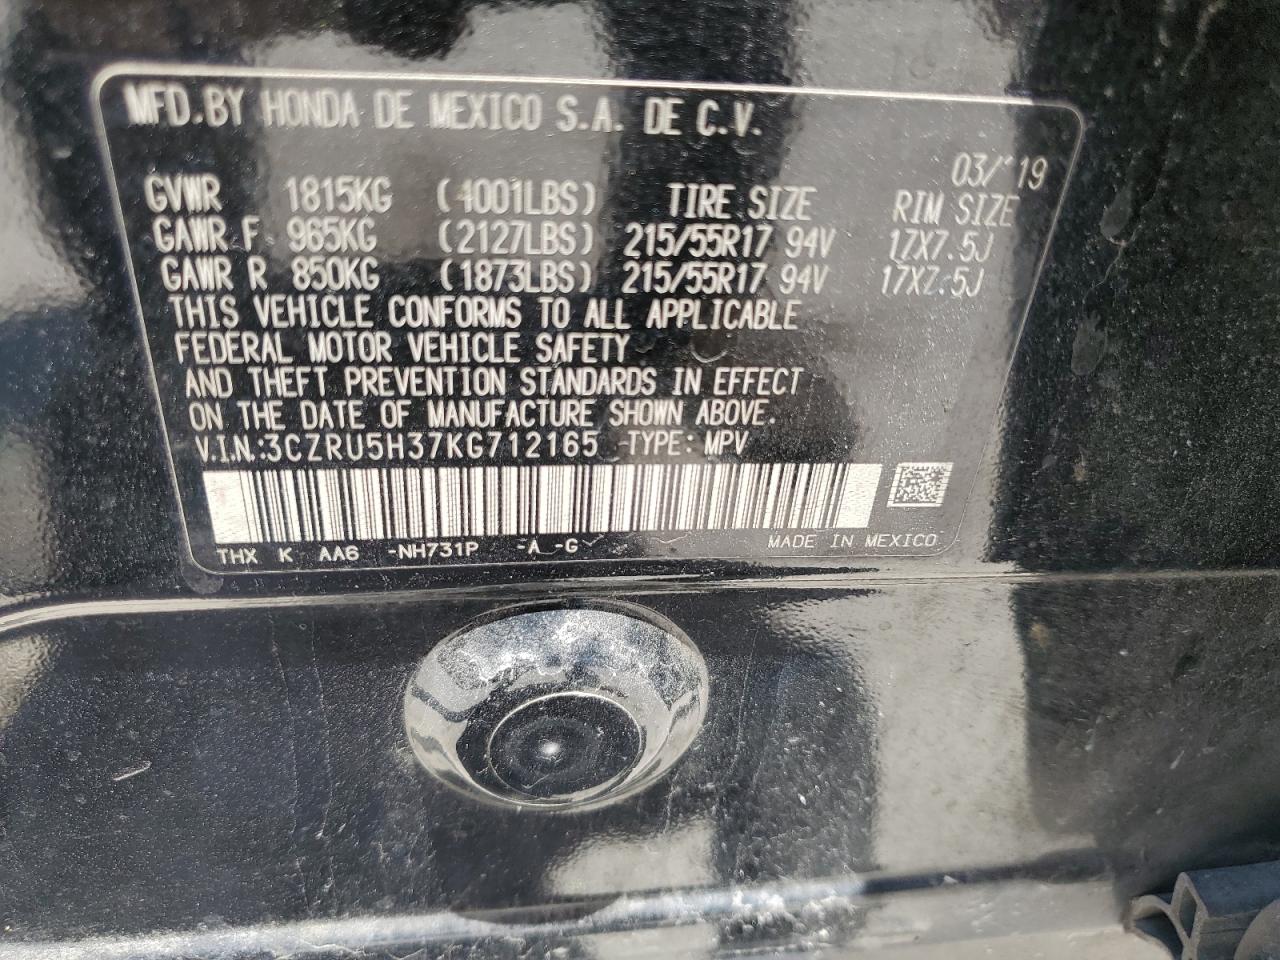 MFD.BY HONDA DE MEXICO S.A. DE C.V.
03/'19
GVWR 1815KG (4001LBS) TIRE SIZE RIM SIZE
GAWR F 965KG (2127LBS) 215/55R17 94V 17X7.5J
GAWR R 850KG (1873LBS) 215/55R17 94V 17X7.5J
THIS VEHICLE CONFORMS TO ALL APPLICABLE
FEDERAL MOTOR VEHICLE SAFETY
AND THEFT PREVENTION STANDARDS IN EFFECT
ON THE DATE OF MANUFACTURE SHOWN ABOVE.
V.I.N.:3CZRU5H37KG712165 TYPE: MPV
THX K AA6 -NH731P -A -G MADE IN MEXICO